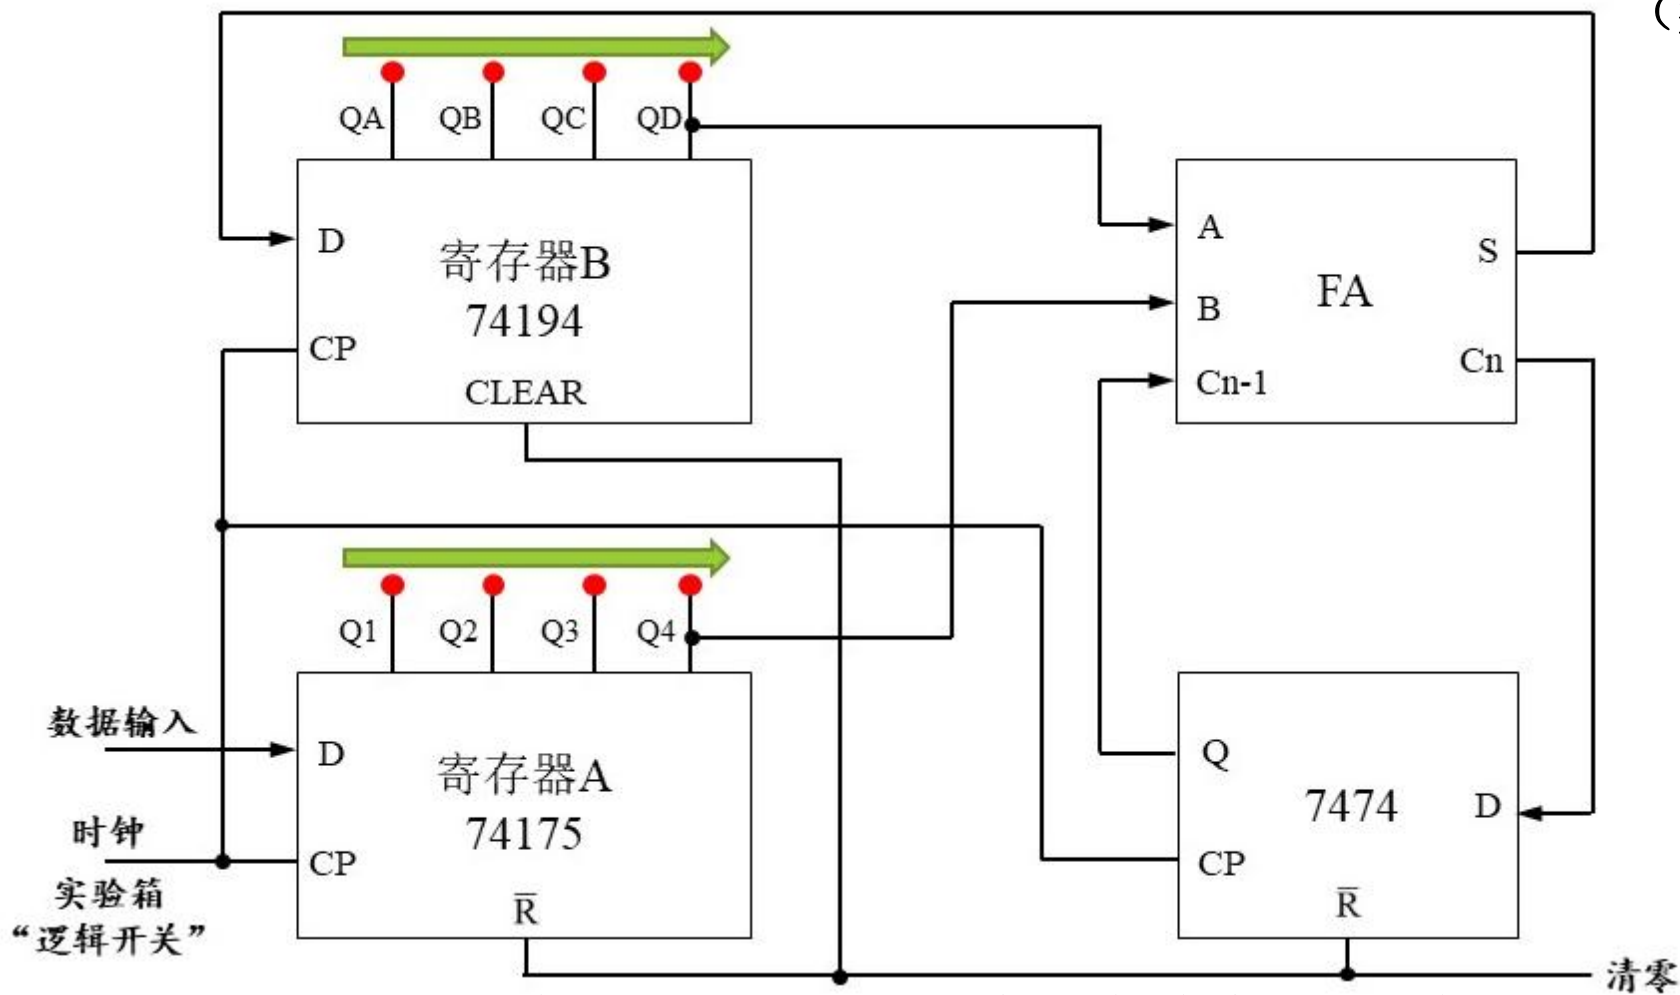 (
QA QB QC QD
D
寄存器B
74194
CP
CLEAR
A
B
Cn-1
FA
S
Cn
Q1 Q2 Q3 Q4
数据输入
D
寄存器A
74175
时钟
CP
实验箱
“逻辑开关”
R̅
Q
7474
D
CP
R̅
清零